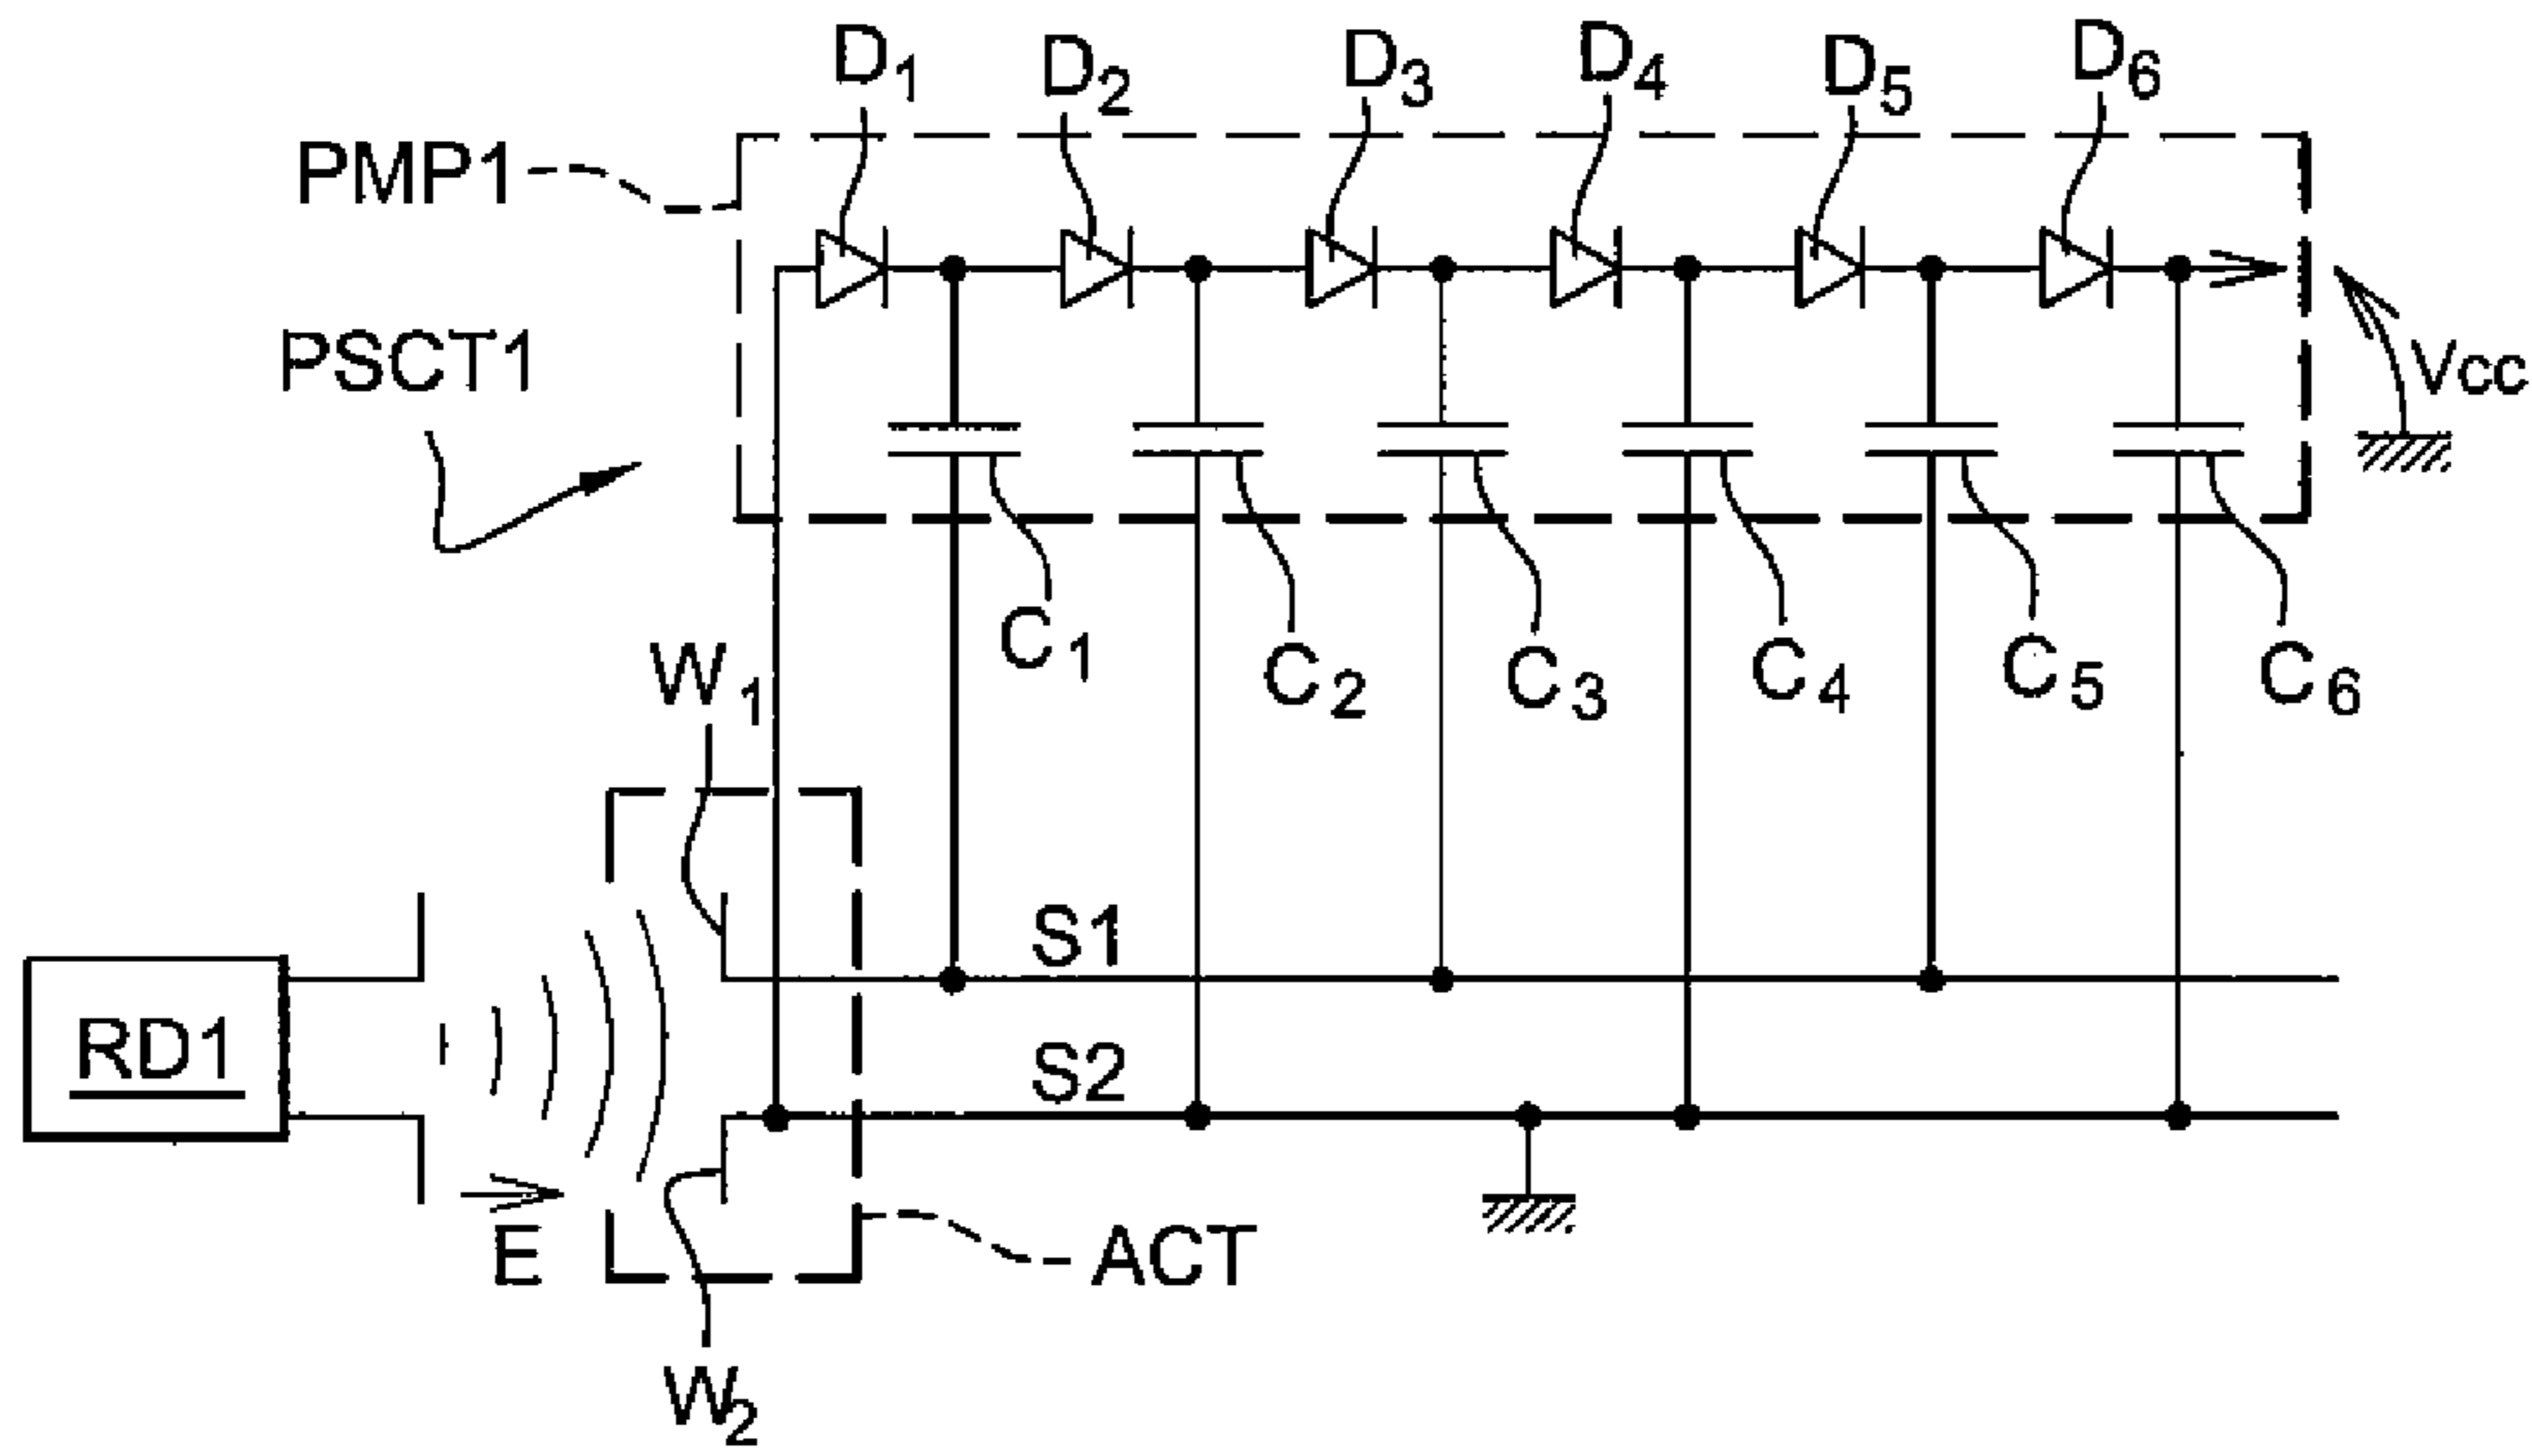 D1 D2 D3 D4 D5 D6
PMP1
PSCT1
Vcc
C1 C2 C3 C4 C5 C6
W1
S1
RD1
S2
E
ACT
W2